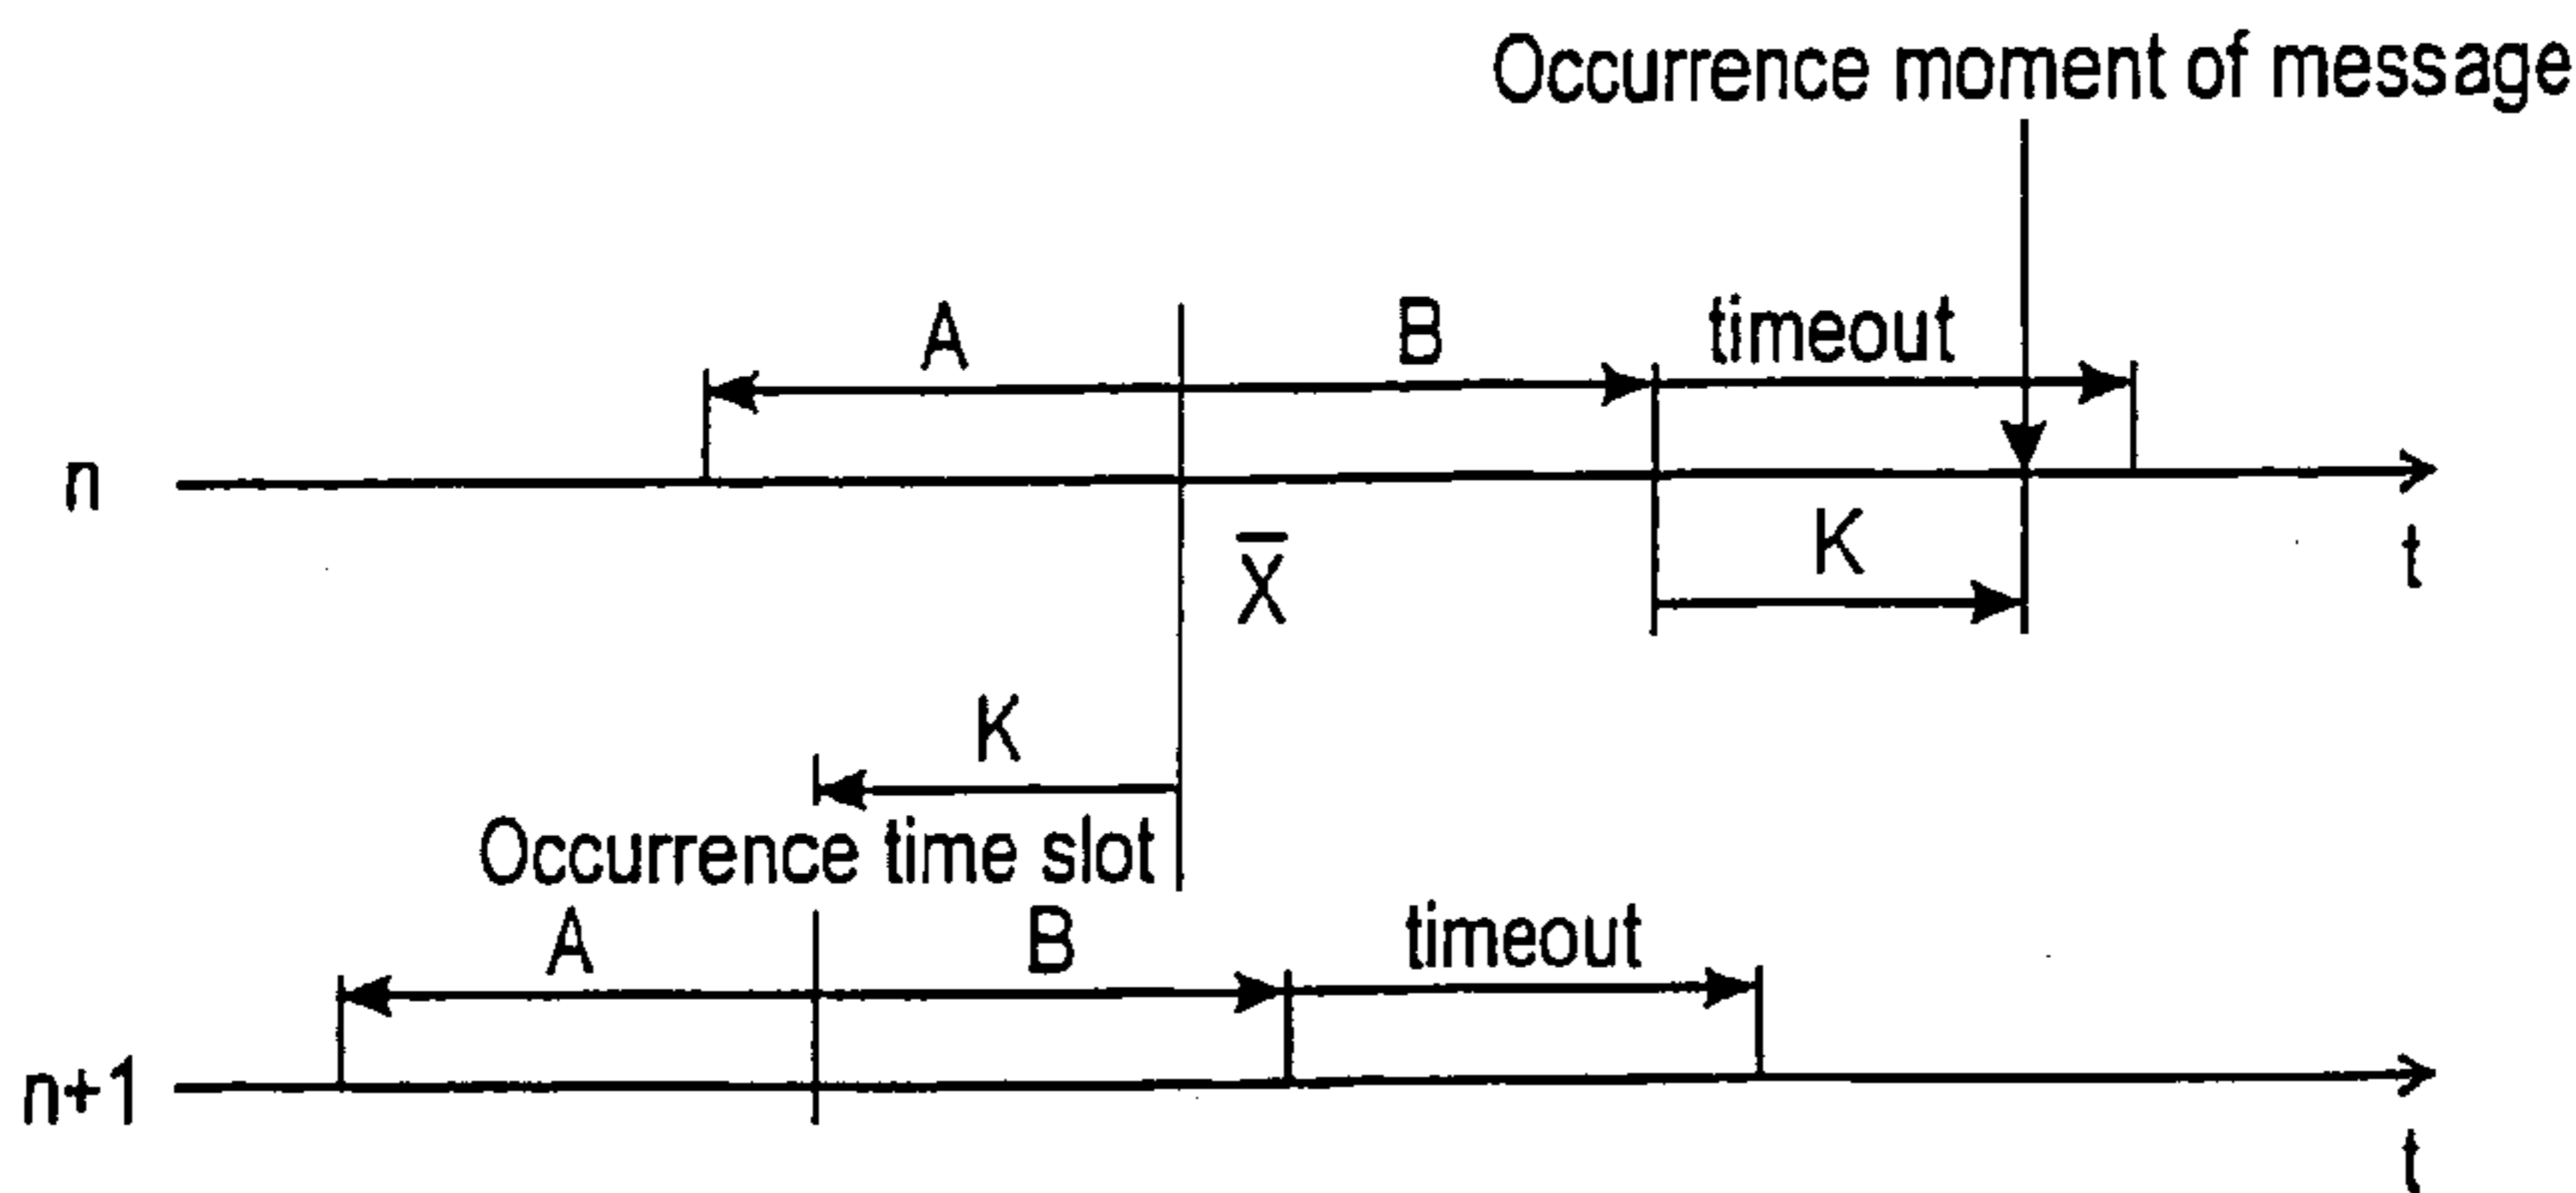 Occurrence moment of message
A
B
timeout
n
t
X̅
K
K
Occurrence time slot
A
B
timeout
n+1
t